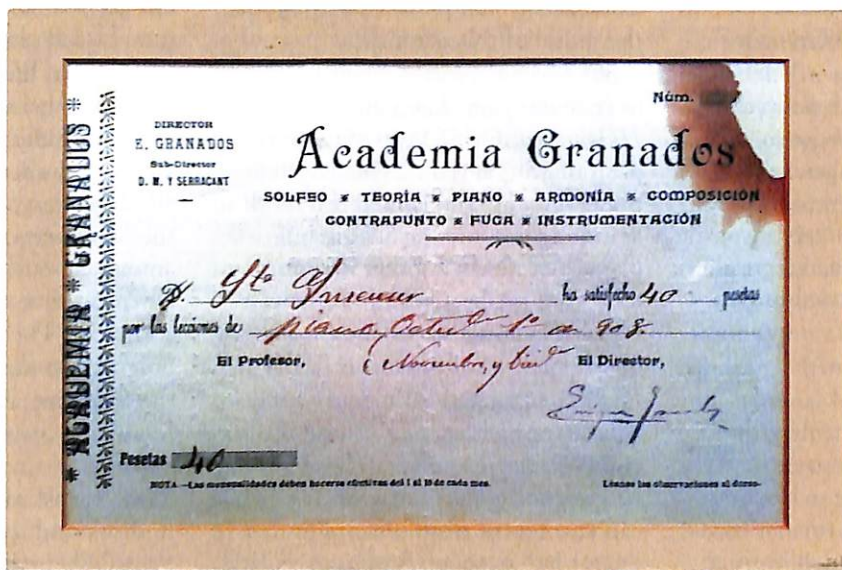 ACADEMIA * GRANADOS *
Núm.
DIRECTOR
E. GRANADOS
Sub-Director
D. M. Y SERRACANT
Academia Granados
SOLFEO * TEORÍA * PIANO * ARMONÍA * COMPOSICIÓN
CONTRAPUNTO * FUGA * INSTRUMENTACIÓN
Sta ha satisfecho 40 pesetas
por las lecciones de piano Octue 1º de 908.
El Profesor, (Noviembre, y El Director,
Pesetas 40
NOTA.—Las mensualidades deben hacerse efectivas del 1 al 10 de cada mes.
Léanse las observaciones al dorso.